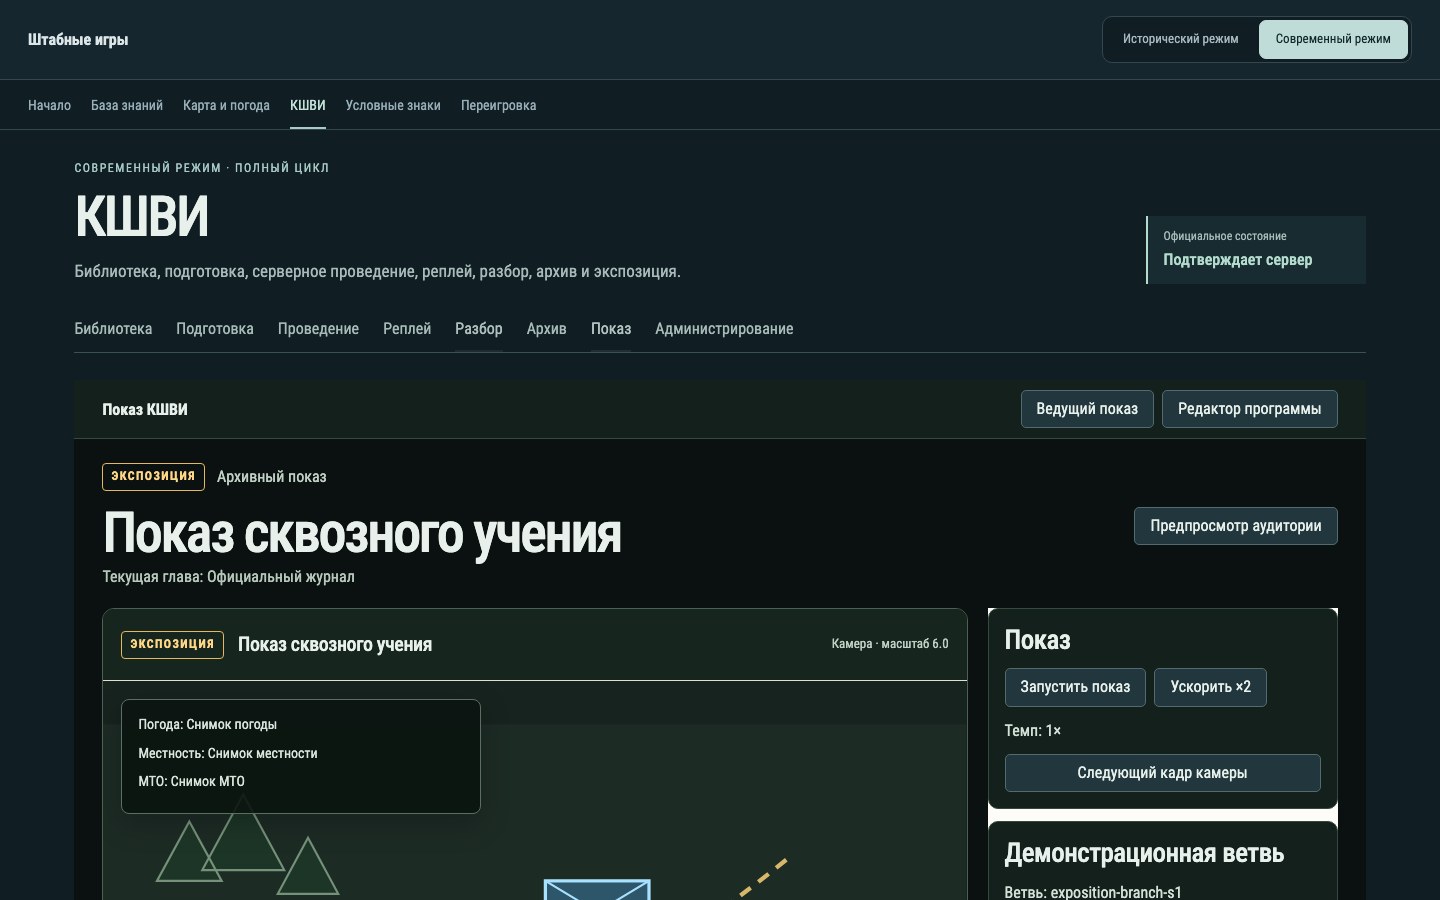 Штабные игры
Исторический режим
Современный режим
Начало
База знаний
Карта и погода
КШВИ
Условные знаки
Переигровка
СОВРЕМЕННЫЙ РЕЖИМ · ПОЛНЫЙ ЦИКЛ
КШВИ
Библиотека, подготовка, серверное проведение, реплей, разбор, архив и экспозиция.
Официальное состояние
Подтверждает сервер
Библиотека
Подготовка
Проведение
Реплей
Разбор
Архив
Показ
Администрирование
Показ КШВИ
Ведущий показ
Редактор программы
ЭКСПОЗИЦИЯ
Архивный показ
Показ сквозного учения
Предпросмотр аудитории
Текущая глава: Официальный журнал
ЭКСПОЗИЦИЯ
Показ сквозного учения
Камера · масштаб 6.0
Погода: Снимок погоды
Местность: Снимок местности
МТО: Снимок МТО
Показ
Запустить показ
Ускорить ×2
Темп: 1×
Следующий кадр камеры
Демонстрационная ветвь
Ветвь: exposition-branch-s1